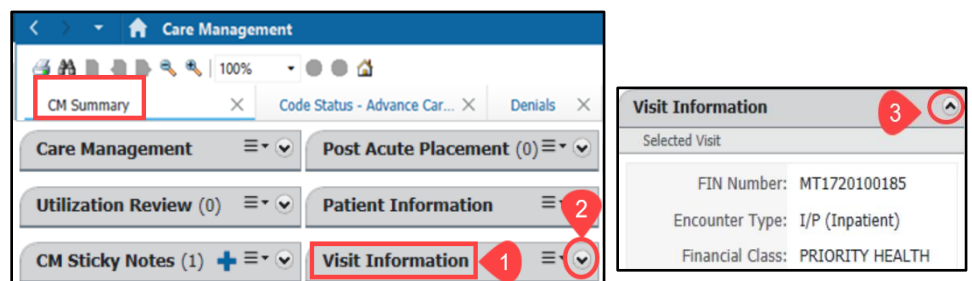 Care Management
100%
CM Summary
Code Status - Advance Car...
Denials
Care Management
Post Acute Placement (0)
Utilization Review (0)
Patient Information
2
CM Sticky Notes (1)
Visit Information
1
Visit Information
3
Selected Visit
FIN Number: MT1720100185
Encounter Type: I/P (Inpatient)
Financial Class: PRIORITY HEALTH